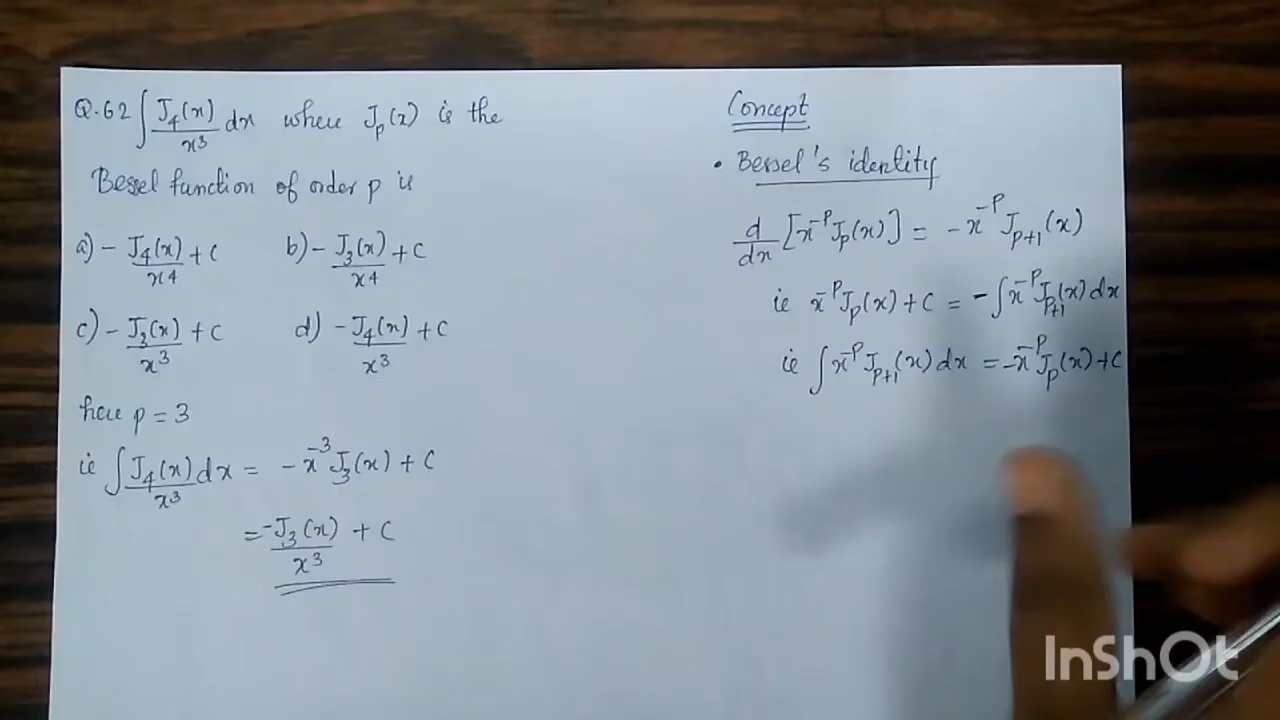 Q.62 ∫ J₄(x)/x³ dx where Jₚ(x) is the
Bessel function of order p is
a) - J₄(x)/x4 + C b) - J₃(x)/x4 + C
c) - J₃(x)/x³ + C d) - J₄(x)/x³ + C
here p = 3
ie ∫ J₄(x)/x³ dx = - x⁻³ J₃(x) + C
= -J₃(x)/x³ + C
Concept
• Bessel's identity
d/dx [x⁻ᵖ Jₚ(x)] = - x⁻ᵖ Jₚ₊₁(x)
ie x⁻ᵖ Jₚ(x) + C = - ∫ x⁻ᵖ Jₚ₊₁(x) dx
ie ∫ x⁻ᵖ Jₚ₊₁(x) dx = - x⁻ᵖ Jₚ(x) + C
InShOt